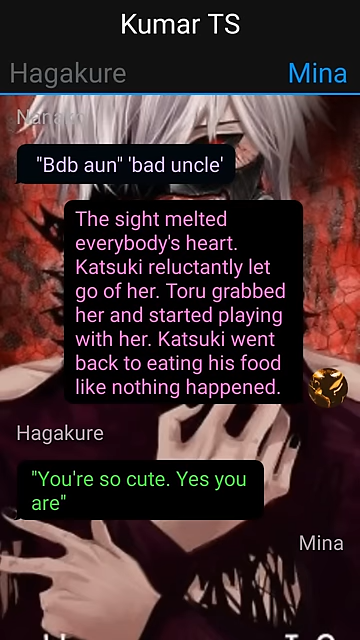 Kumar TS
Hagakure
Mina
"Bdb aun" 'bad uncle'
The sight melted
everybody's heart.
Katsuki reluctantly let
go of her. Toru grabbed
her and started playing
with her. Katsuki went
back to eating his food
like nothing happened.
Hagakure
"You're so cute. Yes you
are"
Mina